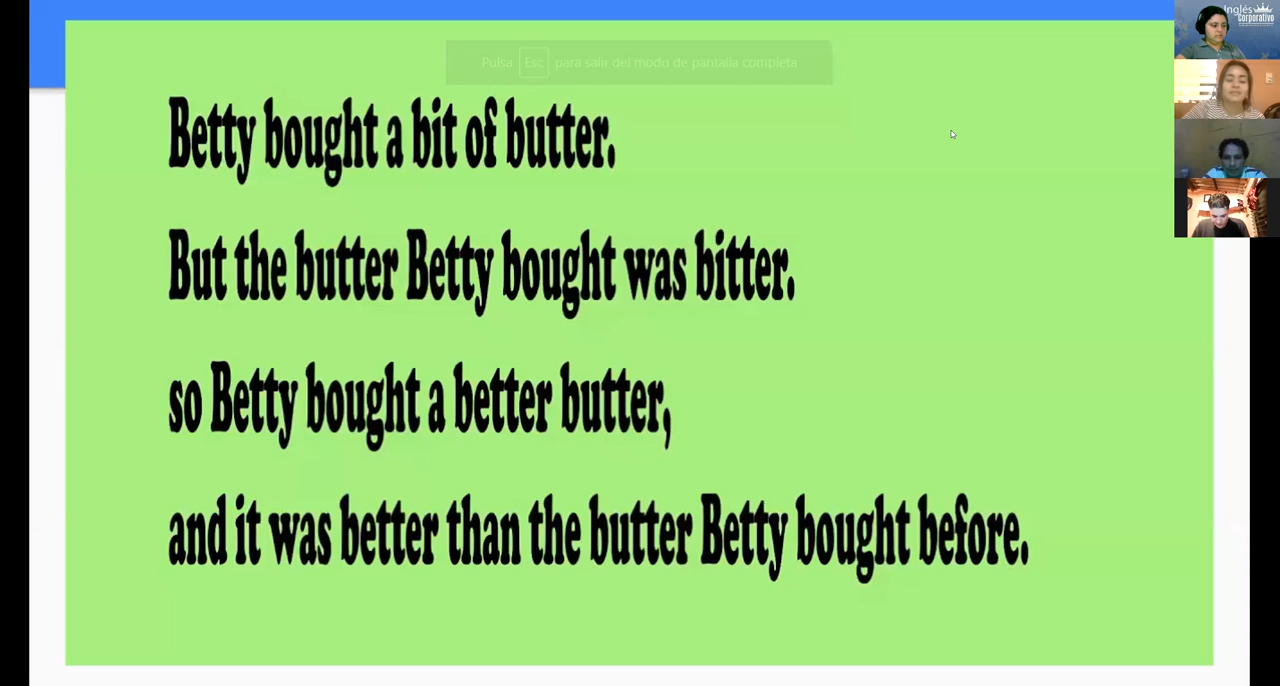 Pulsa Esc para salir del modo de pantalla completa
Inglés
Corporativo
Betty bought a bit of butter.
But the butter Betty bought was bitter.
so Betty bought a better butter,
and it was better than the butter Betty bought before.